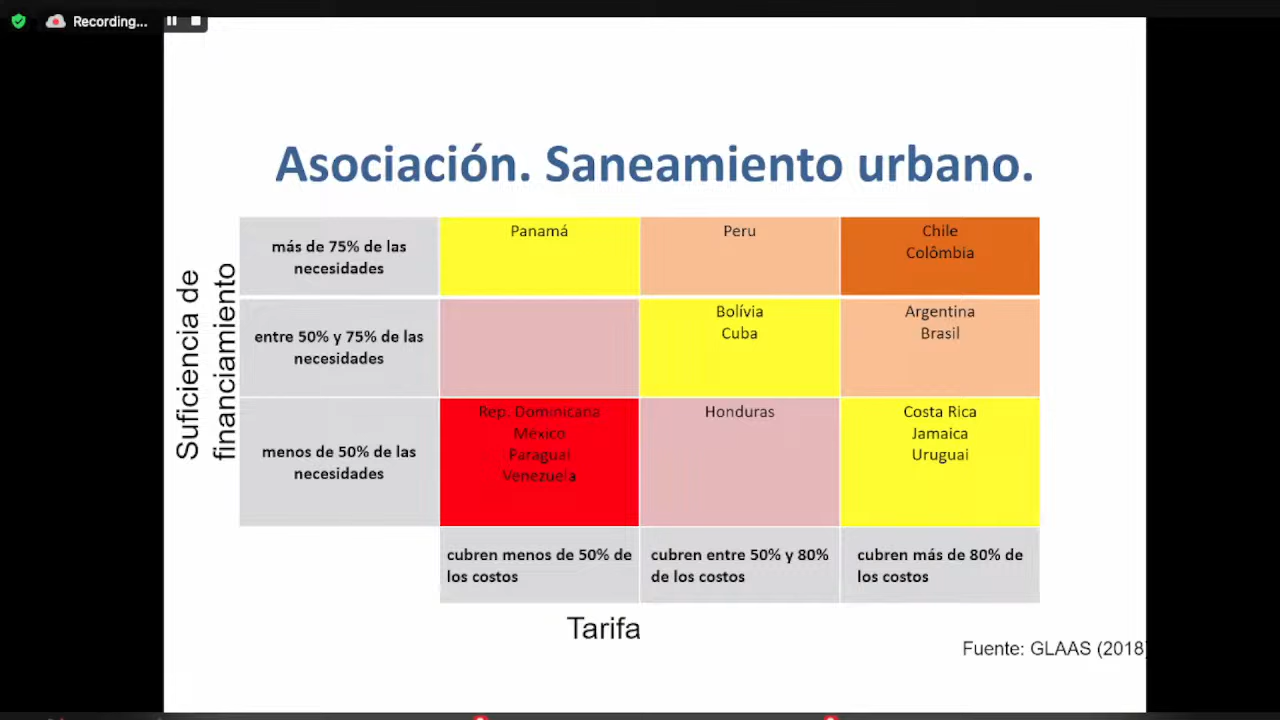 Recording...
Asociación. Saneamiento urbano.
Suficiencia de
financiamiento
más de 75% de las
necesidades
Panamá
Peru
Chile
Colômbia
entre 50% y 75% de las
necesidades
Bolívia
Cuba
Argentina
Brasil
menos de 50% de las
necesidades
Rep. Dominicana
México
Paraguai
Venezuela
Honduras
Costa Rica
Jamaica
Uruguai
cubren menos de 50% de
los costos
cubren entre 50% y 80%
de los costos
cubren más de 80% de
los costos
Tarifa
Fuente: GLAAS (2018)